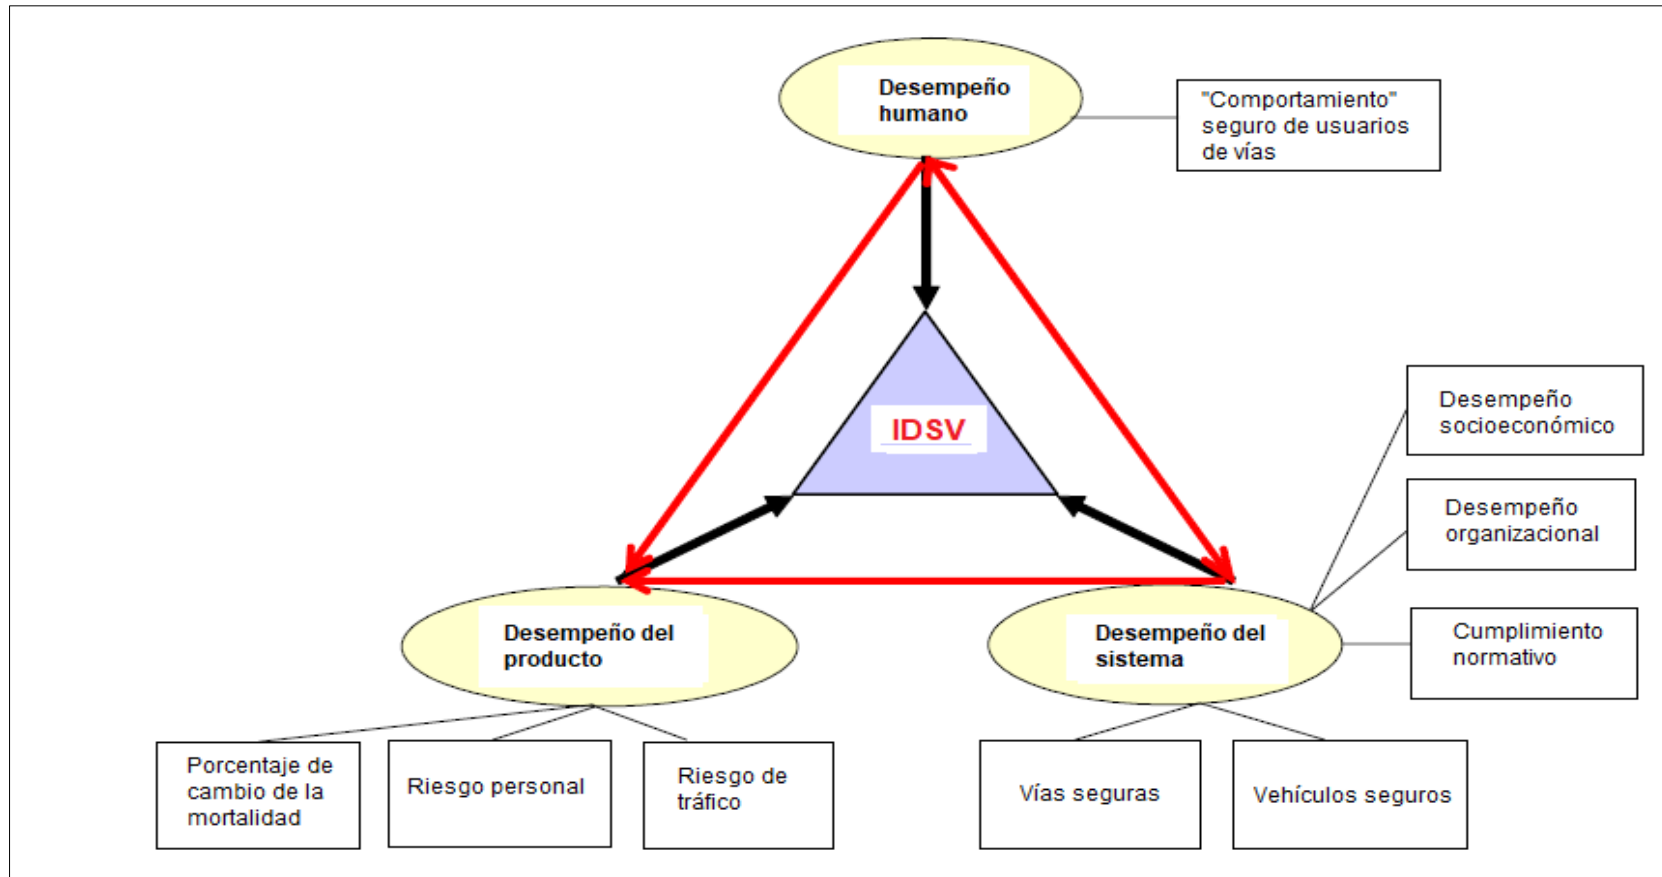 Desempeño
humano
"Comportamiento"
seguro de usuarios
de vías
IDSV
Desempeño
socioeconómico
Desempeño
organizacional
Desempeño del
producto
Desempeño del
sistema
Cumplimiento
normativo
Porcentaje de
cambio de la
mortalidad
Riesgo personal
Riesgo de
tráfico
Vías seguras
Vehículos seguros